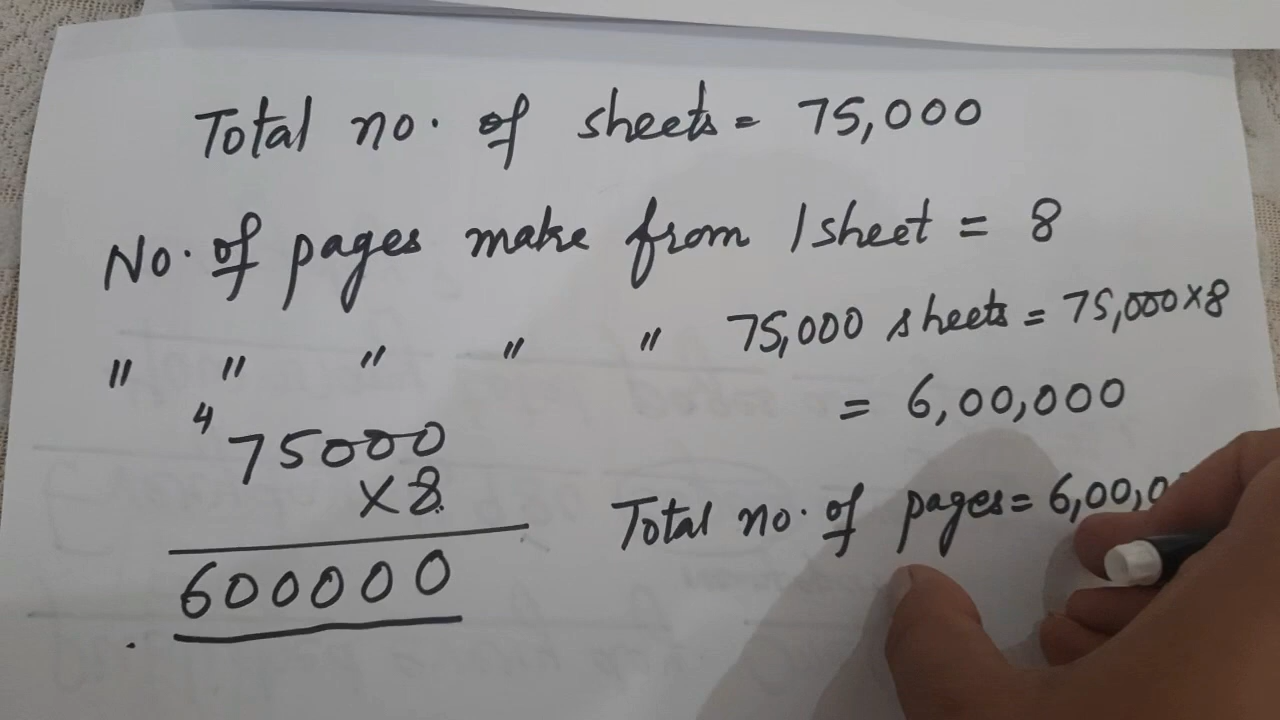 Total no. of sheets = 75,000
No. of pages make from 1 sheet = 8
" " " " " 75,000 sheets = 75,000 x 8
= 6,00,000
4
75000
x8
600000
Total no. of pages = 6,00,0